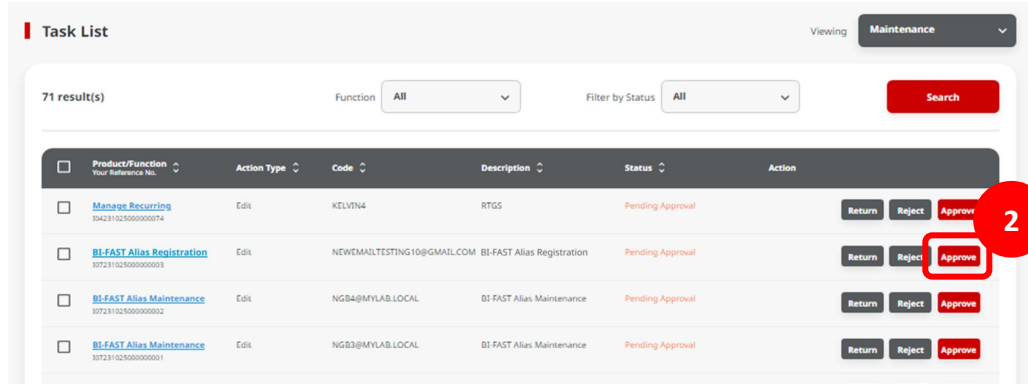 Task List
Viewing Maintenance
71 result(s) Function All Filter by Status All Search
Product/Function Action Type Code Description Status Action
Your Reference No.
Manage Recurring Edit KELVIN4 RTGS Pending Approval Return Reject Approve
I04231025000000074
2
BI-FAST Alias Registration Edit NEWEMAILTESTING10@GMAIL.COM BI-FAST Alias Registration Pending Approval Return Reject Approve
I07231025000000003
BI-FAST Alias Maintenance Edit NGB4@MYLAB.LOCAL BI-FAST Alias Maintenance Pending Approval Return Reject Approve
I07231025000000002
BI-FAST Alias Maintenance Edit NGB3@MYLAB.LOCAL BI-FAST Alias Maintenance Pending Approval Return Reject Approve
I07231025000000001